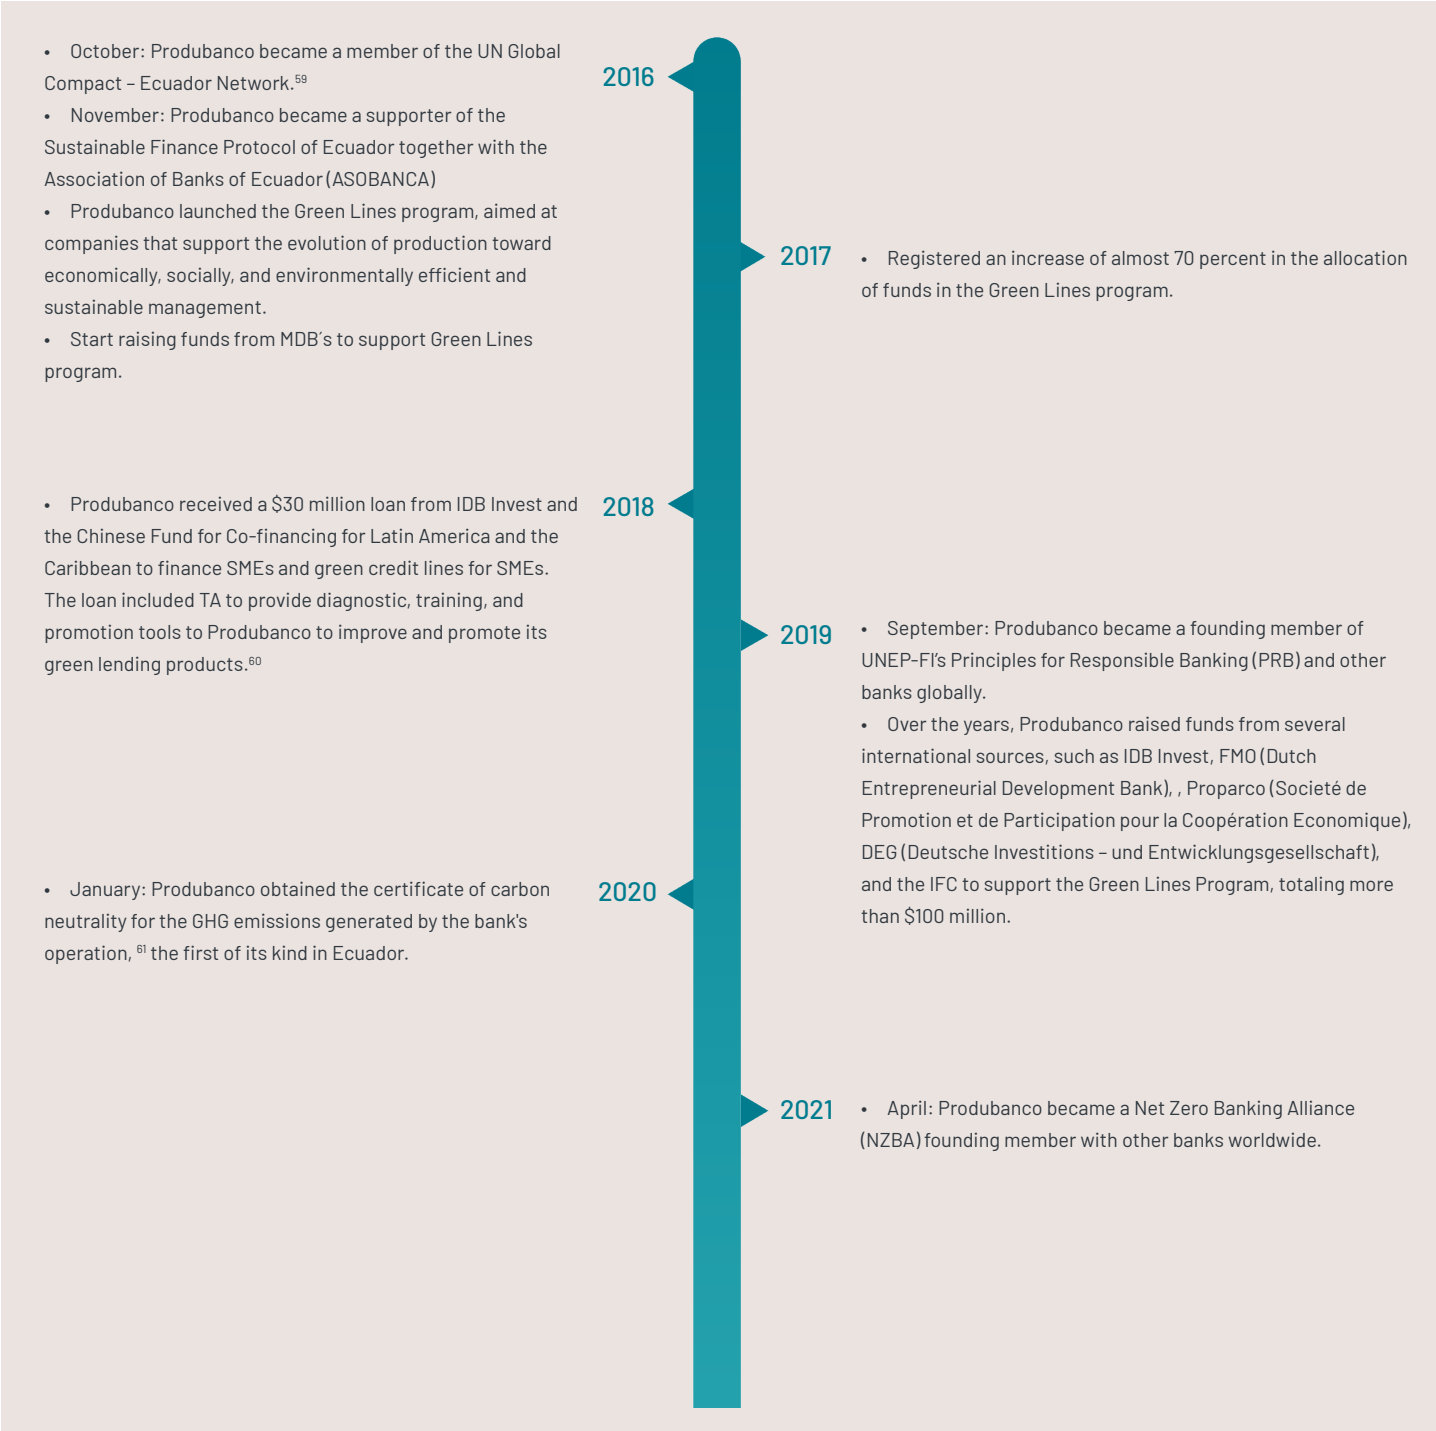 • October: Produbanco became a member of the UN Global
Compact – Ecuador Network.59
• November: Produbanco became a supporter of the
Sustainable Finance Protocol of Ecuador together with the
Association of Banks of Ecuador (ASOBANCA)
• Produbanco launched the Green Lines program, aimed at
companies that support the evolution of production toward
economically, socially, and environmentally efficient and
sustainable management.
• Start raising funds from MDB´s to support Green Lines
program.
2016
2017
• Registered an increase of almost 70 percent in the allocation
of funds in the Green Lines program.
• Produbanco received a $30 million loan from IDB Invest and
the Chinese Fund for Co-financing for Latin America and the
Caribbean to finance SMEs and green credit lines for SMEs.
The loan included TA to provide diagnostic, training, and
promotion tools to Produbanco to improve and promote its
green lending products.60
2018
2019
• September: Produbanco became a founding member of
UNEP-FI’s Principles for Responsible Banking (PRB) and other
banks globally.
• Over the years, Produbanco raised funds from several
international sources, such as IDB Invest, FMO (Dutch
Entrepreneurial Development Bank), , Proparco (Societé de
Promotion et de Participation pour la Coopération Economique),
DEG (Deutsche Investitions – und Entwicklungsgesellschaft),
and the IFC to support the Green Lines Program, totaling more
than $100 million.
• January: Produbanco obtained the certificate of carbon
neutrality for the GHG emissions generated by the bank's
operation, 61 the first of its kind in Ecuador.
2020
2021
• April: Produbanco became a Net Zero Banking Alliance
(NZBA) founding member with other banks worldwide.